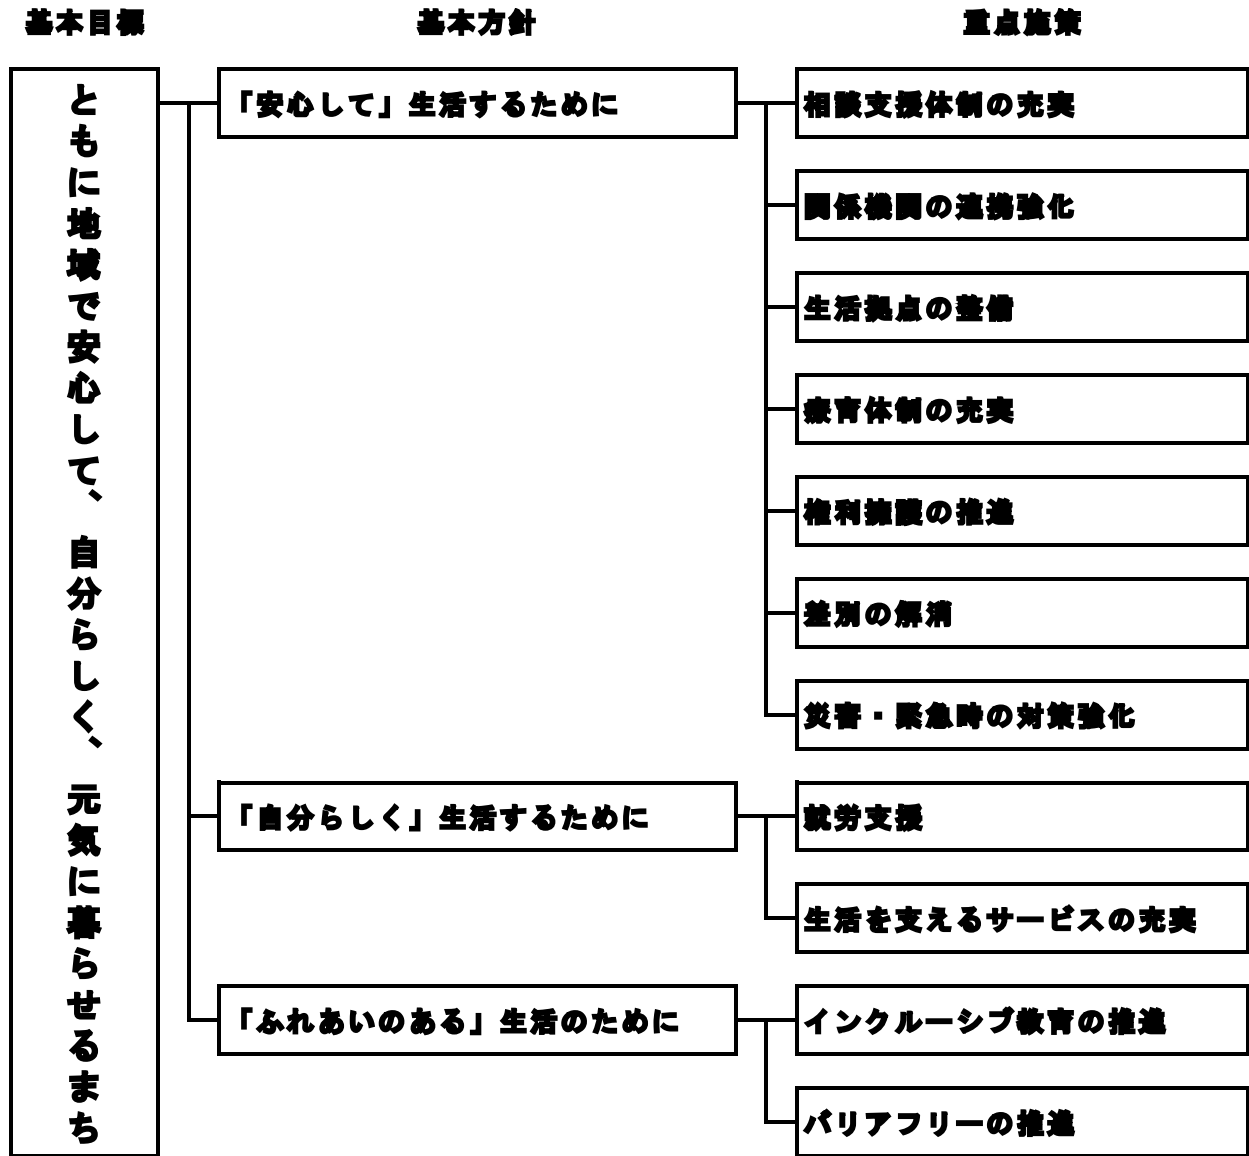 基本目標
基本方針
重点施策
ともに地域で安心して、自分らしく、元気に暮らせるまち
「安心して」生活するために
相談支援体制の充実
関係機関の連携強化
生活拠点の整備
療育体制の充実
権利擁護の推進
差別の解消
災害・緊急時の対策強化
「自分らしく」生活するために
就労支援
生活を支えるサービスの充実
「ふれあいのある」生活のために
インクルーシブ教育の推進
バリアフリーの推進